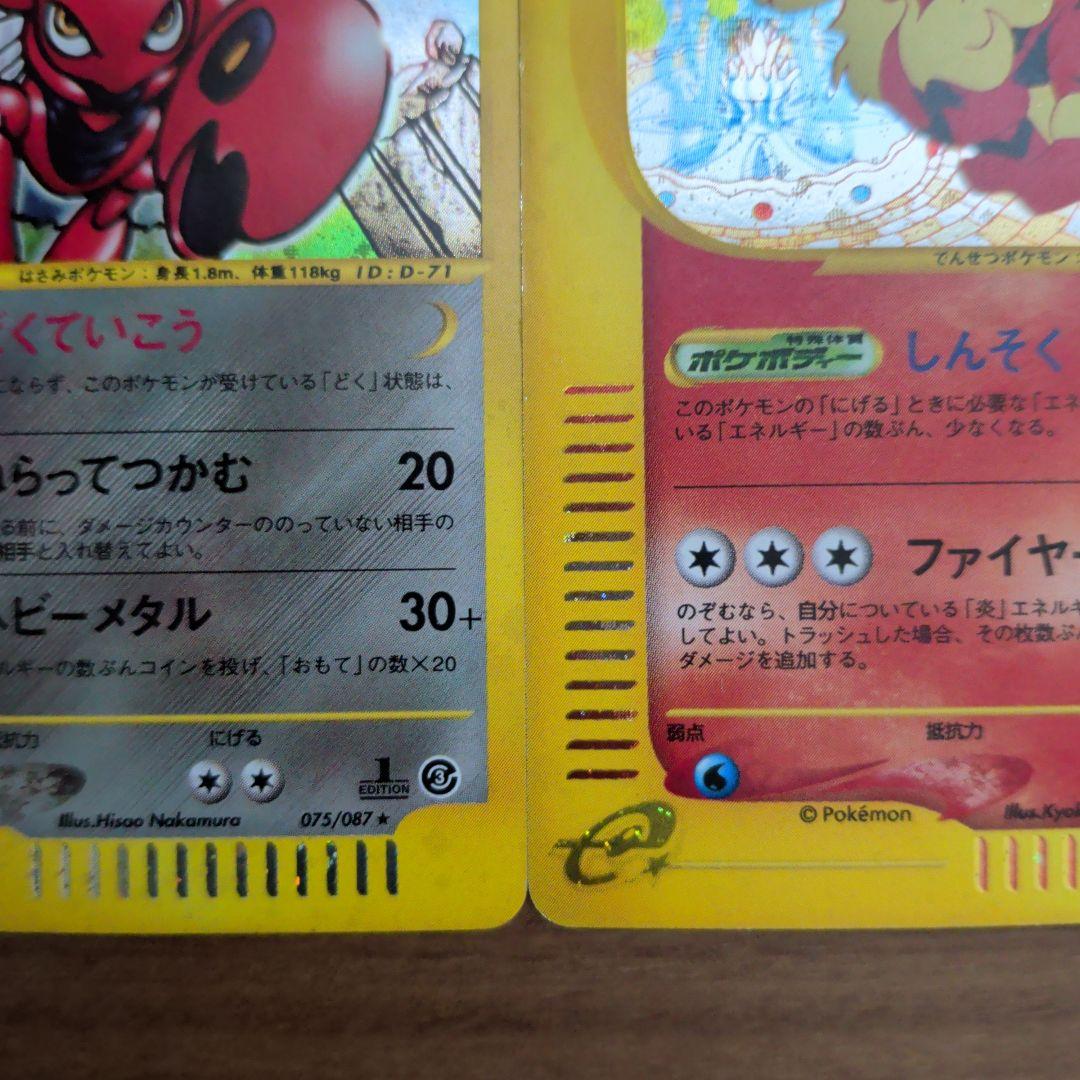 はさみポケモン：身長1.8m、体重118kg ID:D-71
どくていこう
にならず、このポケモンが受けている「どく」状態は、
ねらってつかむ 20
る前に、ダメージカウンターののっていない相手の
相手と入れ替えてよい。
ヘビーメタル 30+
ルギーの数ぶんコインを投げ、「おもて」の数×20
抵抗力 にげる
1
EDITION
3
Illus.Hisao Nakamura 075/087 ★
でんせつポケモン：
特殊体質
ポケボディー しんそく
このポケモンの「にげる」ときに必要な「エネ
いる「エネルギー」の数ぶん、少なくなる。
ファイヤー
のぞむなら、自分についている「炎」エネルギ
してよい。トラッシュした場合、その枚数ぶ
ダメージを追加する。
弱点 抵抗力
© Pokémon Illus.Kyok
e